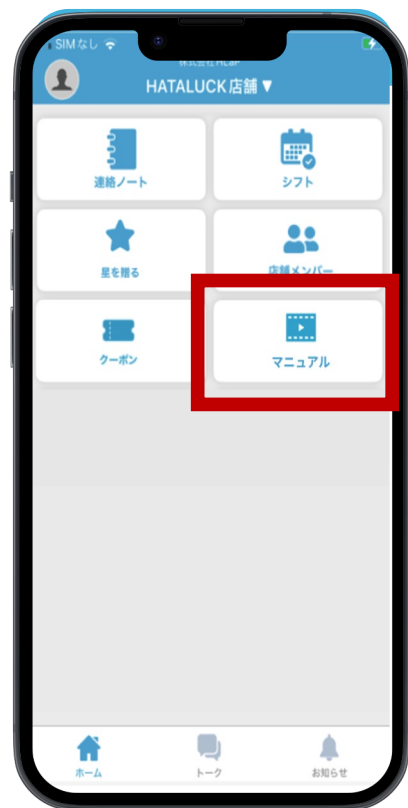 SIMなし
HATALUCK店舗▼
連絡ノート
シフト
星を贈る
店舗メンバー
クーポン
マニュアル
ホーム
トーク
お知らせ